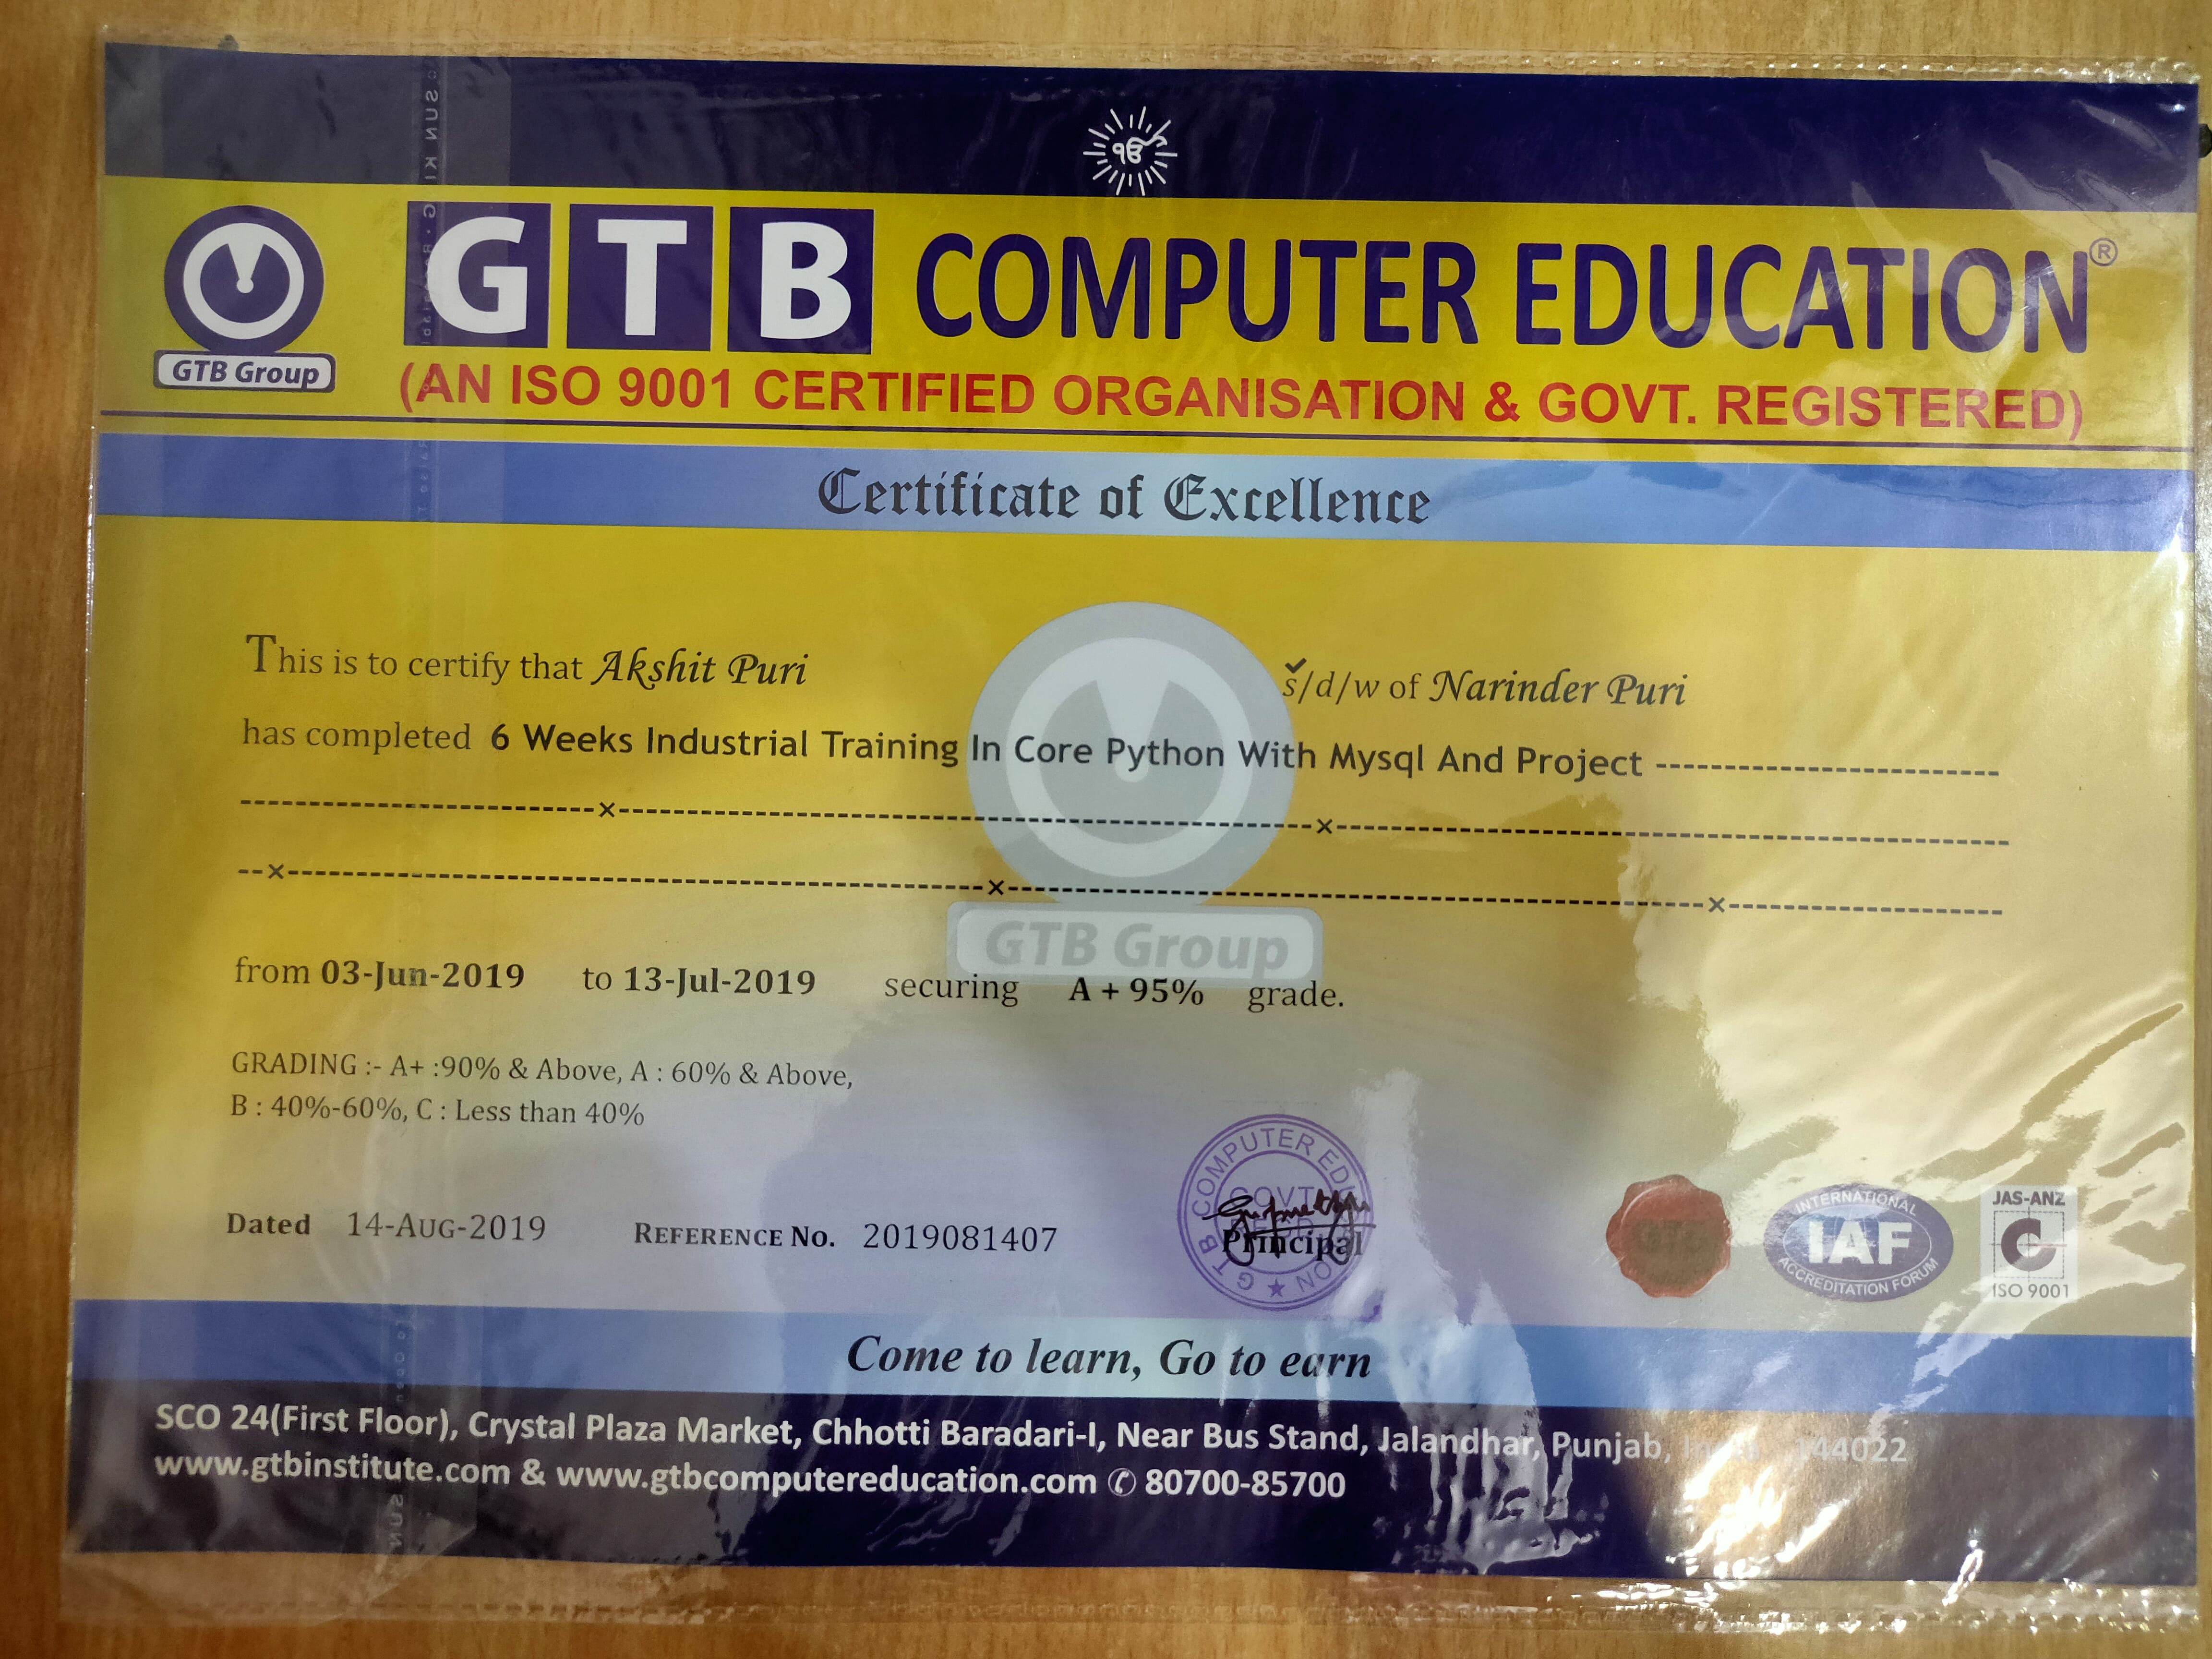 ੴ
GTB COMPUTER EDUCATION®
GTB Group
(AN ISO 9001 CERTIFIED ORGANISATION & GOVT. REGISTERED)
Certificate of Excellence
This is to certify that Akshit Puri s/d/w of Narinder Puri
has completed 6 Weeks Industrial Training In Core Python With Mysql And Project -------------------------
--------------------------x----------------------------------------------------x-------------------------------------------------
--x----------------------------------------------------x----------------------------------------------------x--------------------
GTB Group
from 03-Jun-2019 to 13-Jul-2019 securing A + 95% grade.
GRADING :- A+ :90% & Above, A : 60% & Above,
B : 40%-60%, C : Less than 40%
Dated 14-AUG-2019 REFERENCE NO. 2019081407
GTB COMPUTER EDUCATION
GOVT
Principal
INTERNATIONAL
IAF
ACCREDITATION FORUM
JAS-ANZ
ISO 9001
Come to learn, Go to earn
SCO 24(First Floor), Crystal Plaza Market, Chhotti Baradari-I, Near Bus Stand, Jalandhar, Punjab, 144022
www.gtbinstitute.com & www.gtbcomputereducation.com ✆ 80700-85700